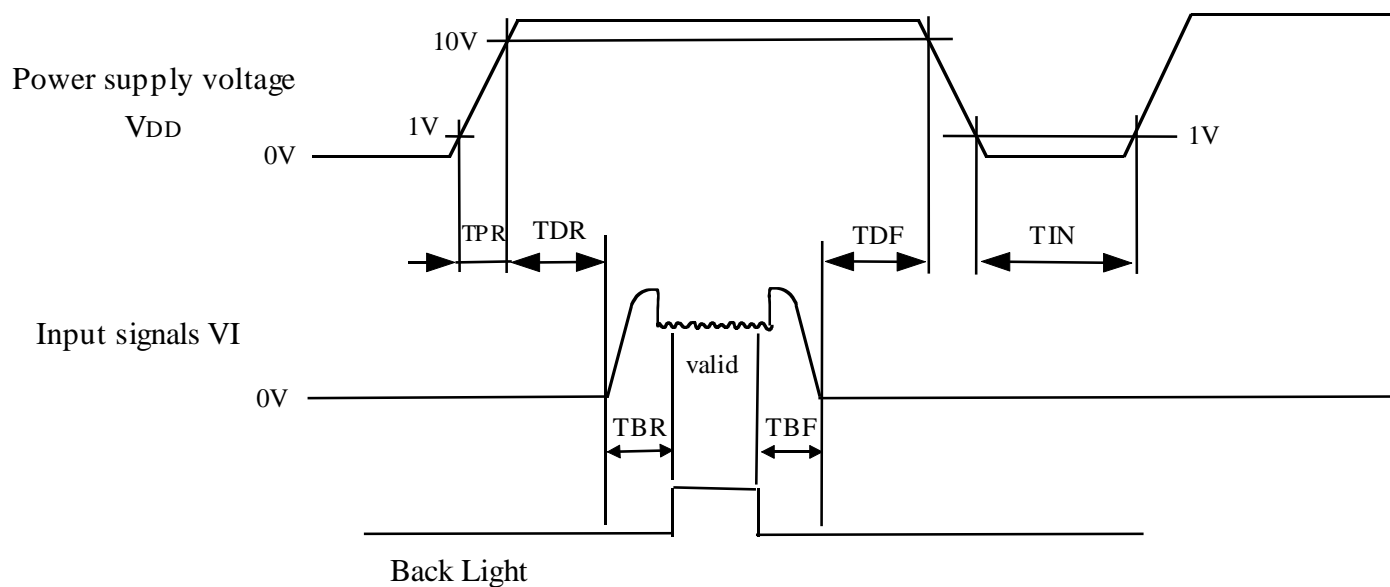 10V
Power supply voltage
VDD
1V
1V
0V
TPR
TDR
TDF
TIN
Input signals VI
valid
0V
TBR
TBF
Back Light